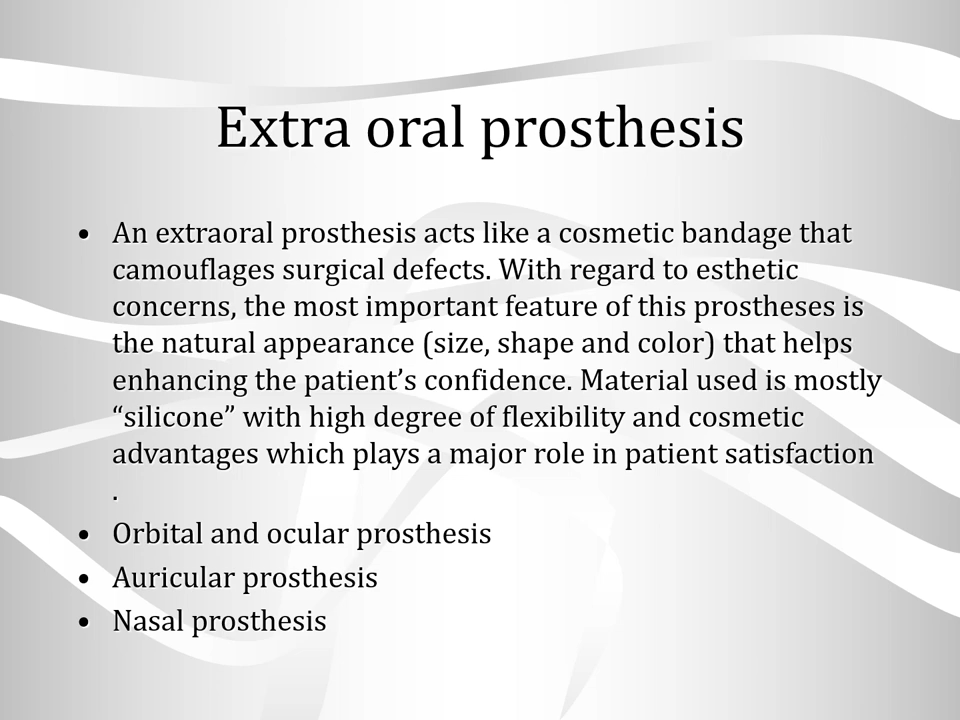 Extra oral prosthesis
• An extraoral prosthesis acts like a cosmetic bandage that
camouflages surgical defects. With regard to esthetic
concerns, the most important feature of this prostheses is
the natural appearance (size, shape and color) that helps
enhancing the patient’s confidence. Material used is mostly
“silicone” with high degree of flexibility and cosmetic
advantages which plays a major role in patient satisfaction
.
• Orbital and ocular prosthesis
• Auricular prosthesis
• Nasal prosthesis